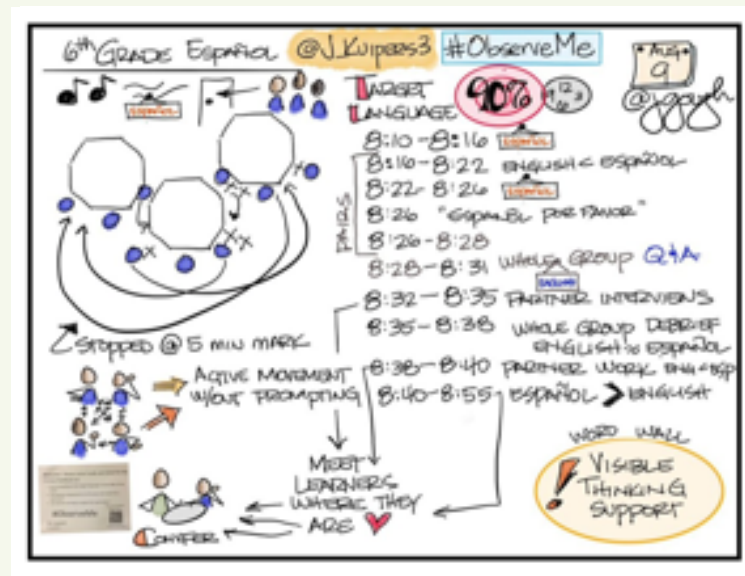 6th GRADE ESPAÑOL @J_Kuipers3 #ObserveMe
AUG
9
@jgough
ESPAÑOL
TARGET
LANGUAGE
90%
8:10-8:16 ESPAÑOL
8:16-8:22 ENGLISH < ESPAÑOL
8:22-8:26 ESPAÑOL
8:26 "ESPAÑOL POR FAVOR"
8:26-8:28
PAIRS
8:28-8:31 WHOLE GROUP Q&A
ENGLISH
8:32-8:35 PARTNER INTERVIEWS
8:35-8:38 WHOLE GROUP DEBRIEF
ENGLISH ESPAÑOL
8:38-8:40 PARTNER WORK ENG ESP
8:40-8:55 ESPAÑOL > ENGLISH
STOPPED @ 5 MIN MARK
ACTIVE MOVEMENT
W/OUT PROMPTING
MEET
LEARNERS
WHERE THEY
ARE
CONFER
WORD WALL
! VISIBLE
THINKING
SUPPORT